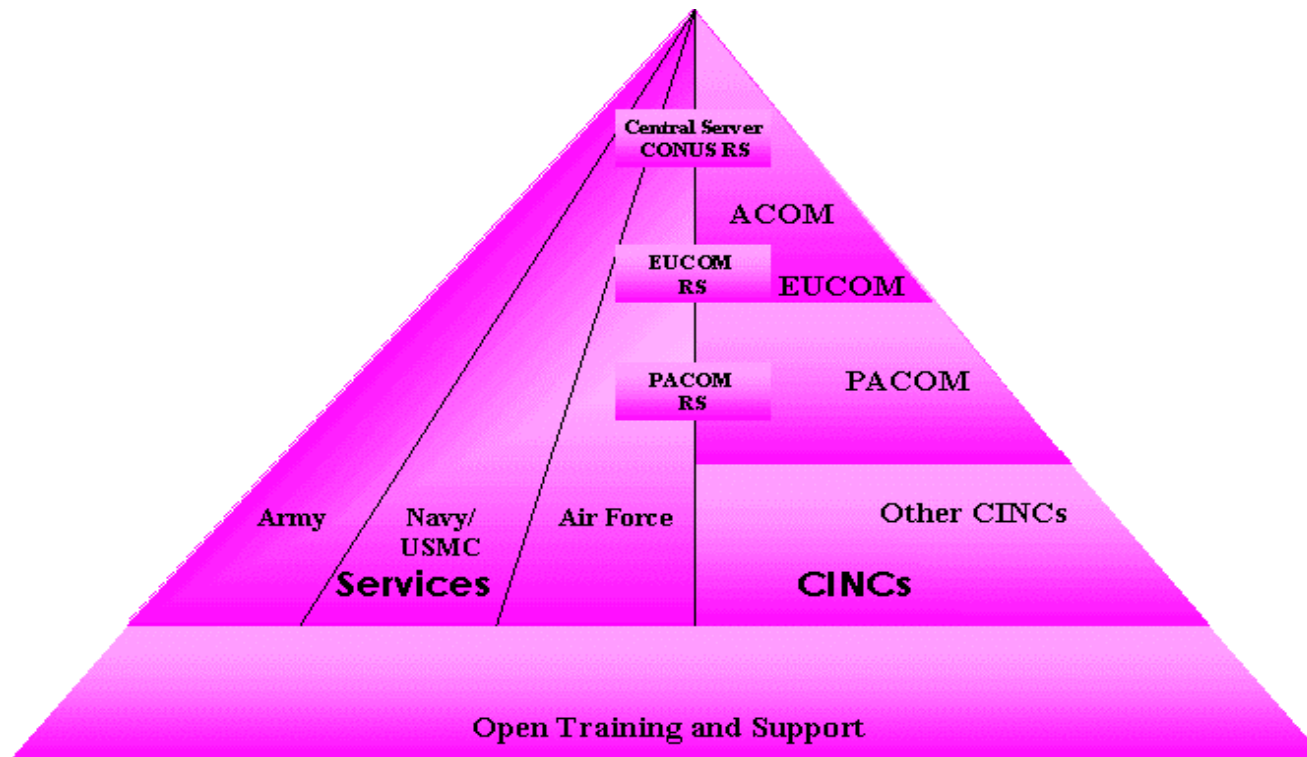 Central Server
CONUS RS
ACOM
EUCOM
RS
EUCOM
PACOM
RS
PACOM
Army
Navy/
USMC
Air Force
Other CINCs
Services
CINCs
Open Training and Support